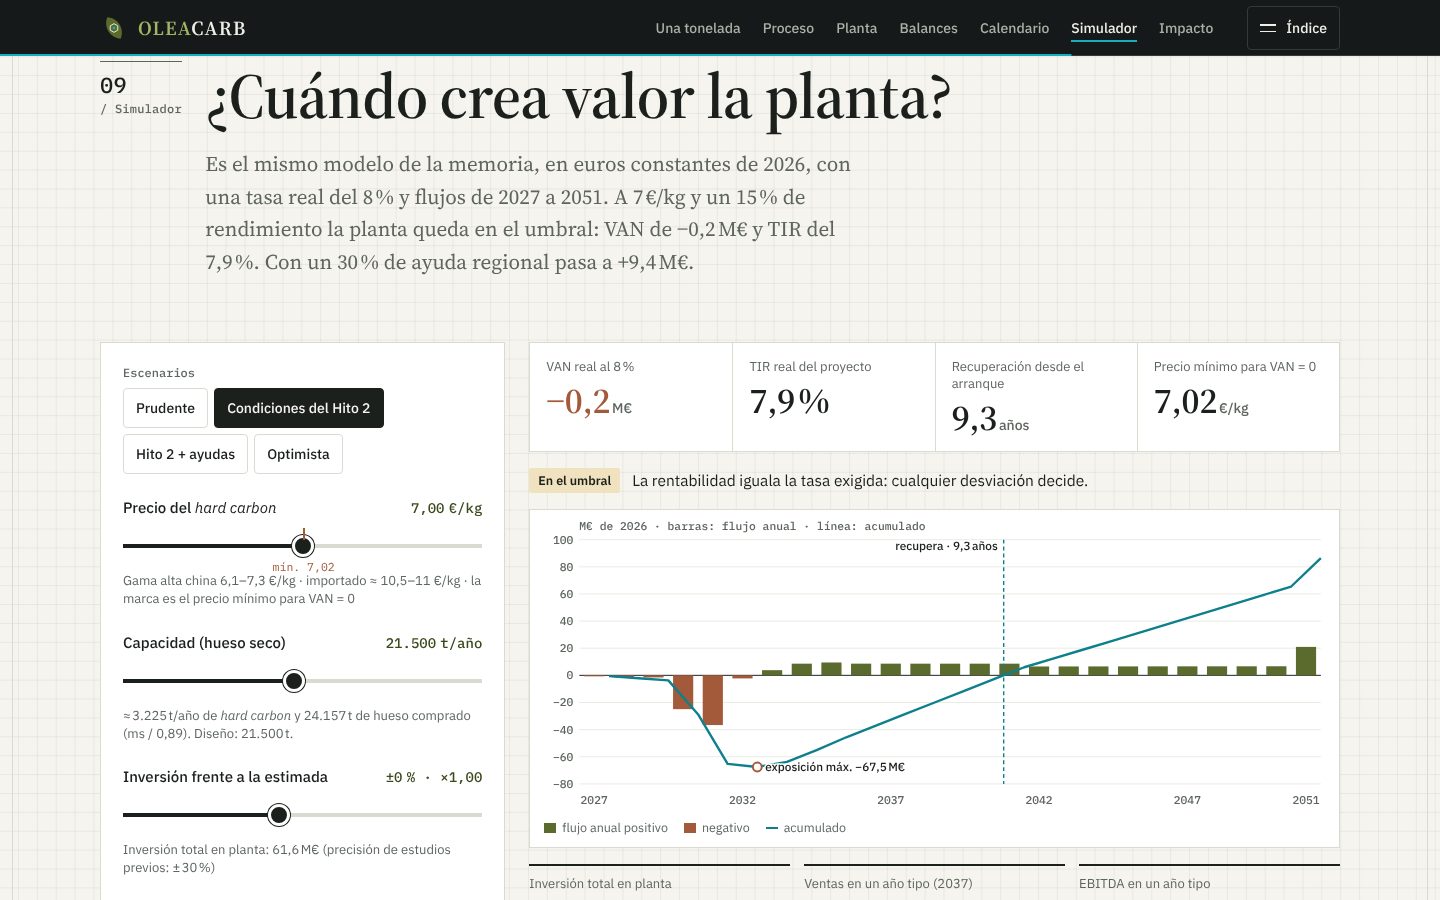 OLEACARB
Una tonelada
Proceso
Planta
Balances
Calendario
Simulador
Impacto
Índice
09
/ Simulador
¿Cuándo crea valor la planta?
Es el mismo modelo de la memoria, en euros constantes de 2026, con
una tasa real del 8 % y flujos de 2027 a 2051. A 7 €/kg y un 15 % de
rendimiento la planta queda en el umbral: VAN de −0,2 M€ y TIR del
7,9 %. Con un 30 % de ayuda regional pasa a +9,4 M€.
Escenarios
Prudente
Condiciones del Hito 2
Hito 2 + ayudas
Optimista
Precio del hard carbon
7,00 €/kg
mín. 7,02
Gama alta china 6,1–7,3 €/kg · importado ≈ 10,5–11 €/kg · la
marca es el precio mínimo para VAN = 0
Capacidad (hueso seco)
21.500 t/año
≈ 3.225 t/año de hard carbon y 24.157 t de hueso comprado
(ms / 0,89). Diseño: 21.500 t.
Inversión frente a la estimada
±0 % · ×1,00
Inversión total en planta: 61,6 M€ (precisión de estudios
previos: ±30 %)
VAN real al 8 %
−0,2 M€
TIR real del proyecto
7,9 %
Recuperación desde el
arranque
9,3 años
Precio mínimo para VAN = 0
7,02 €/kg
En el umbral
La rentabilidad iguala la tasa exigida: cualquier desviación decide.
M€ de 2026 · barras: flujo anual · línea: acumulado
recupera · 9,3 años
100
80
60
40
20
0
−20
−40
−60
−80
exposición máx. −67,5 M€
2027
2032
2037
2042
2047
2051
flujo anual positivo
negativo
acumulado
Inversión total en planta
Ventas en un año tipo (2037)
EBITDA en un año tipo